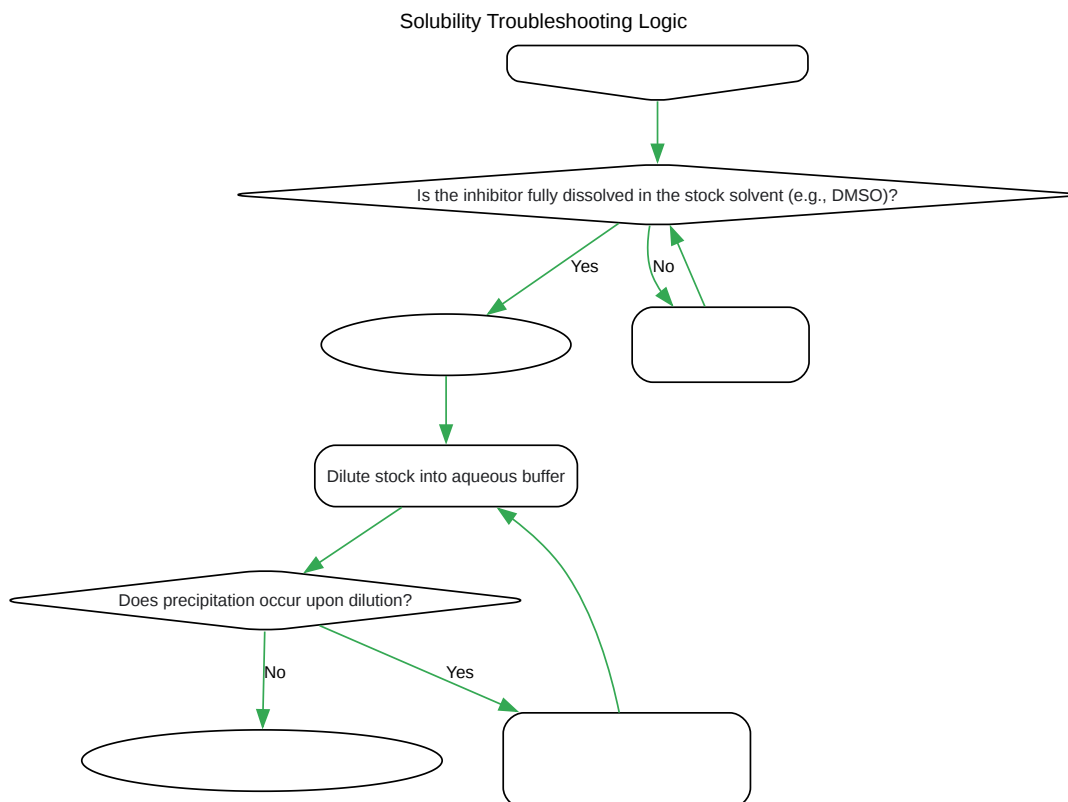 Solubility Troubleshooting Logic
Is the inhibitor fully dissolved in the stock solvent (e.g., DMSO)?
Yes
No
Dilute stock into aqueous buffer
Does precipitation occur upon dilution?
No
Yes